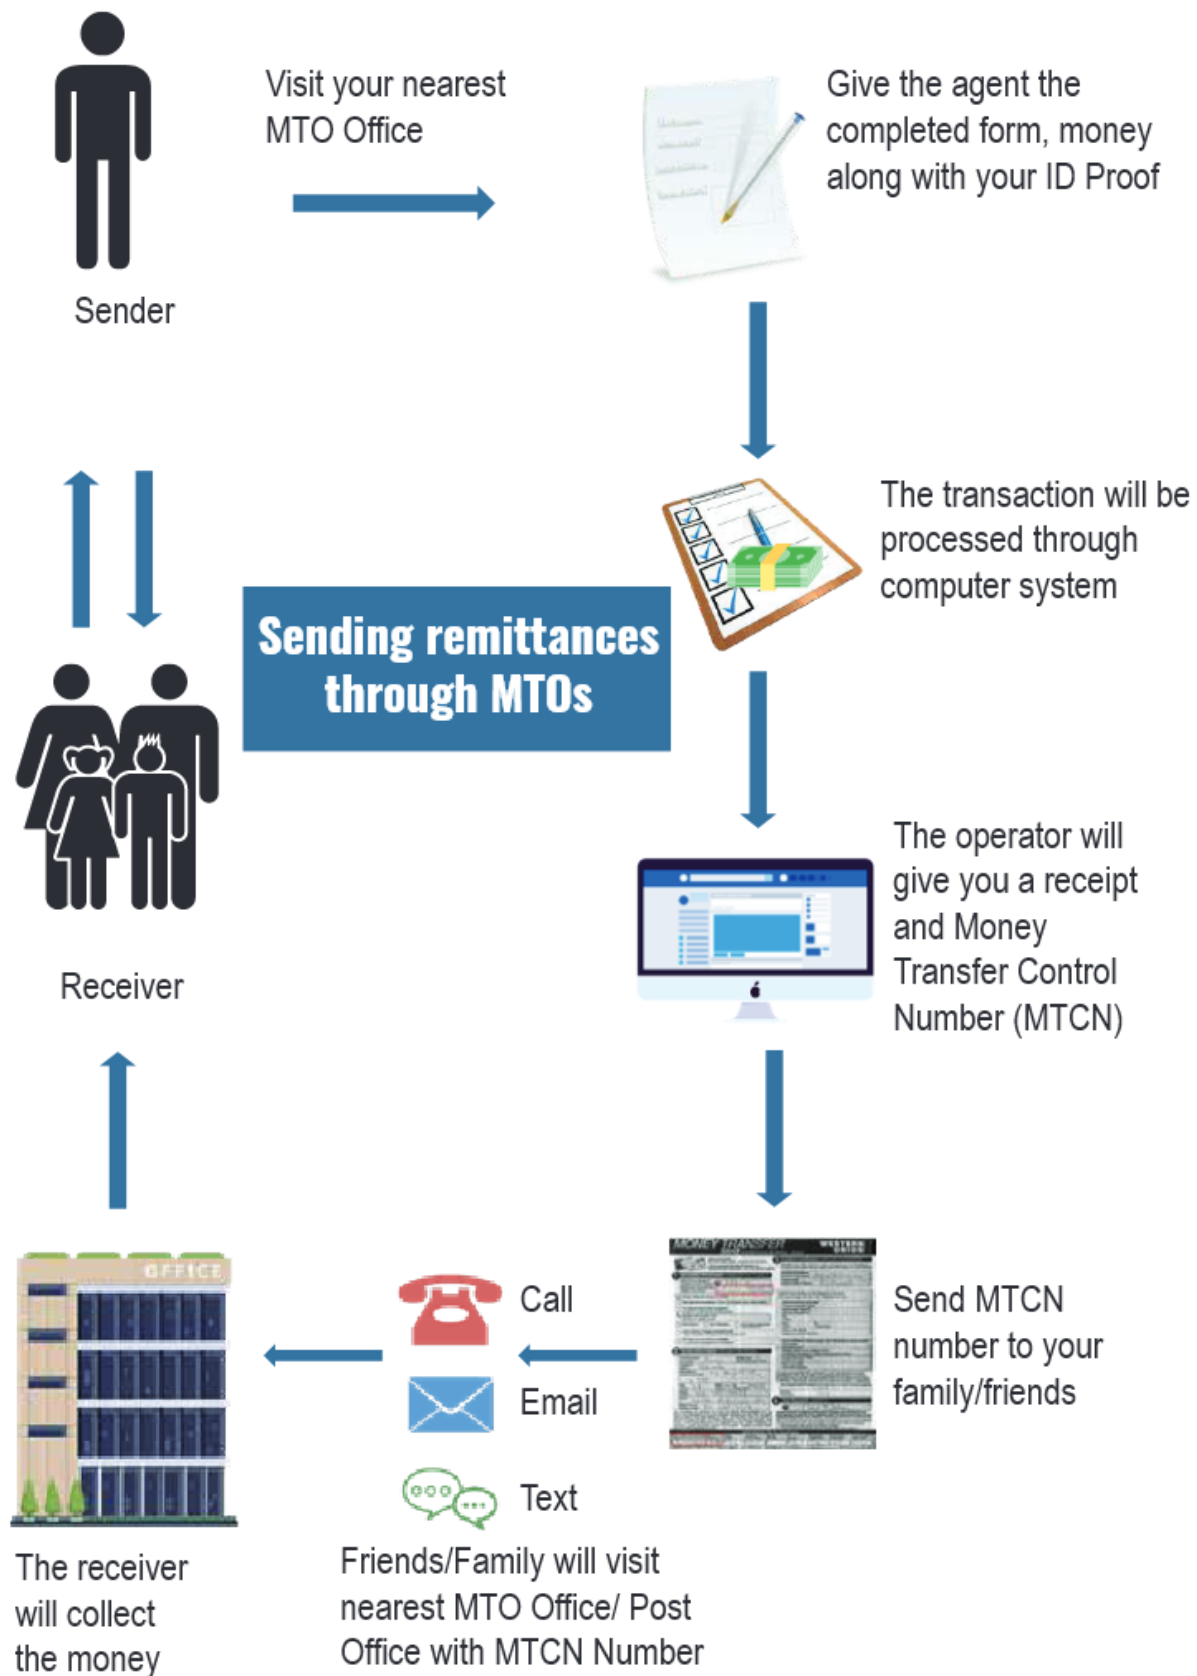 Visit your nearest
MTO Office
Give the agent the
completed form, money
along with your ID Proof
Sender
The transaction will be
processed through
computer system
Sending remittances
through MTOs
The operator will
give you a receipt
and Money
Transfer Control
Number (MTCN)
Receiver
OFFICE
MONEY TRANSFER
WESTERN
UNION
Send MTCN
number to your
family/friends
Call
Email
Text
Friends/Family will visit
nearest MTO Office/ Post
Office with MTCN Number
The receiver
will collect
the money